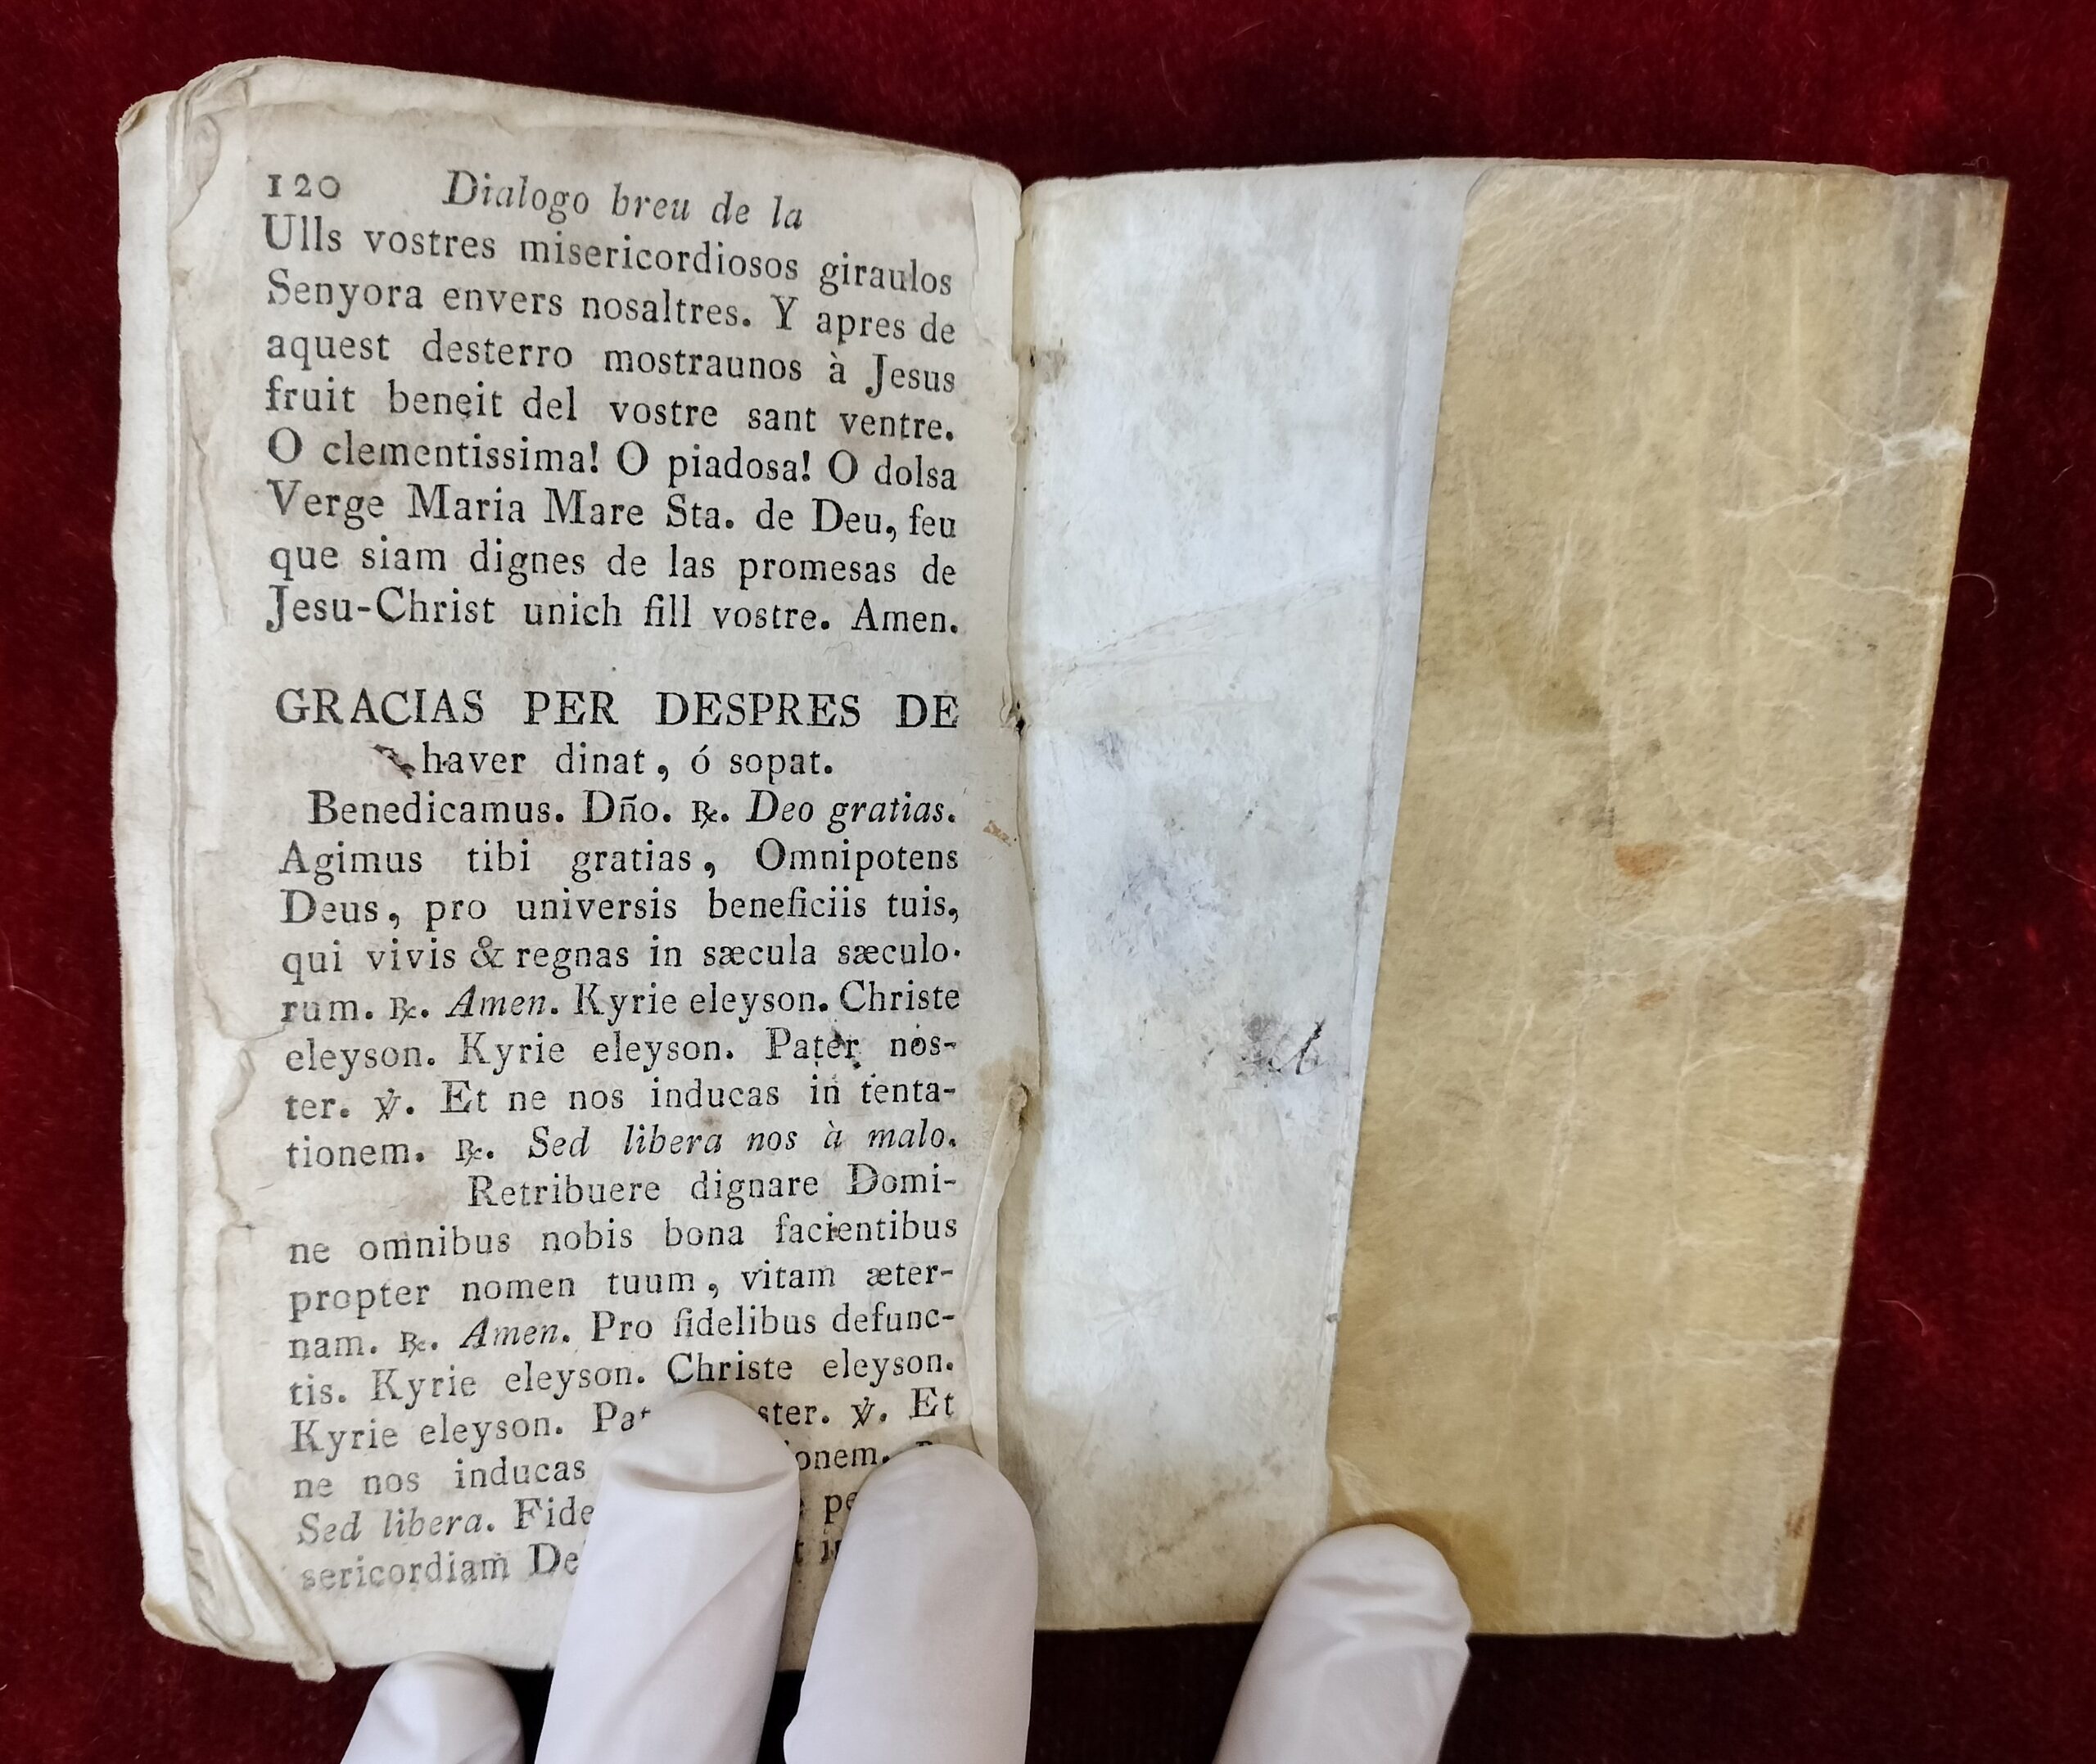 120 Dialogo breu de la
Ulls vostres misericordiosos giraulos
Senyora envers nosaltres. Y apres de
aquest desterro mostraunos à Jesus
fruit beneit del vostre sant ventre.
O clementissima! O piadosa! O dolsa
Verge Maria Mare Sta. de Deu, feu
que siam dignes de las promesas de
Jesu-Christ unich fill vostre. Amen.
GRACIAS PER DESPRES DE
haver dinat, ó sopat.
Benedicamus. Dño. ℟. Deo gratias.
Agimus tibi gratias, Omnipotens
Deus, pro universis beneficiis tuis,
qui vivis & regnas in sæcula sæculo-
rum. ℟. Amen. Kyrie eleyson. Christe
eleyson. Kyrie eleyson. Pater nos-
ter. ℣. Et ne nos inducas in tenta-
tionem. ℟. Sed libera nos à malo.
Retribuere dignare Domi-
ne omnibus nobis bona facientibus
propter nomen tuum, vitam æter-
nam. ℟. Amen. Pro fidelibus defunc-
tis. Kyrie eleyson. Christe eleyson.
Kyrie eleyson. ℣. Et
ne nos inducas
Sed libera.
sericordiam